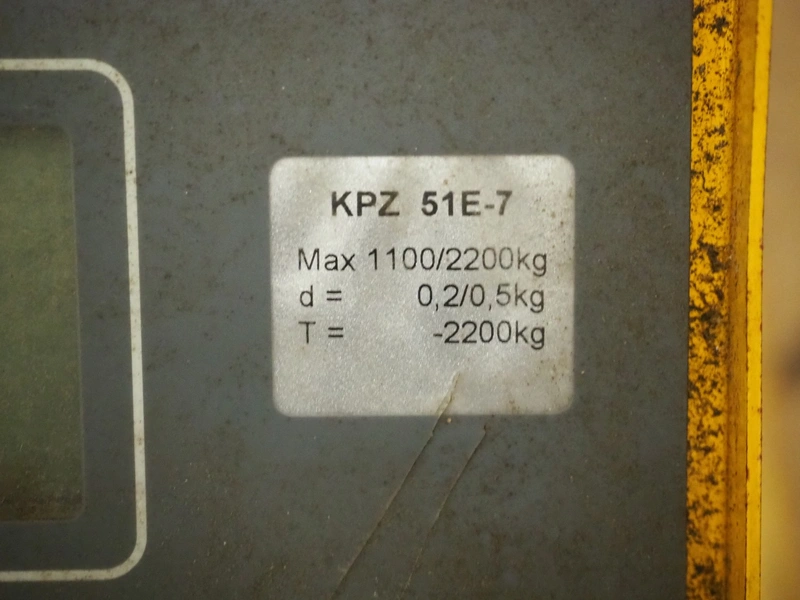 KPZ 51E-7
Max 1100/2200kg
d = 0,2/0,5kg
T = -2200kg